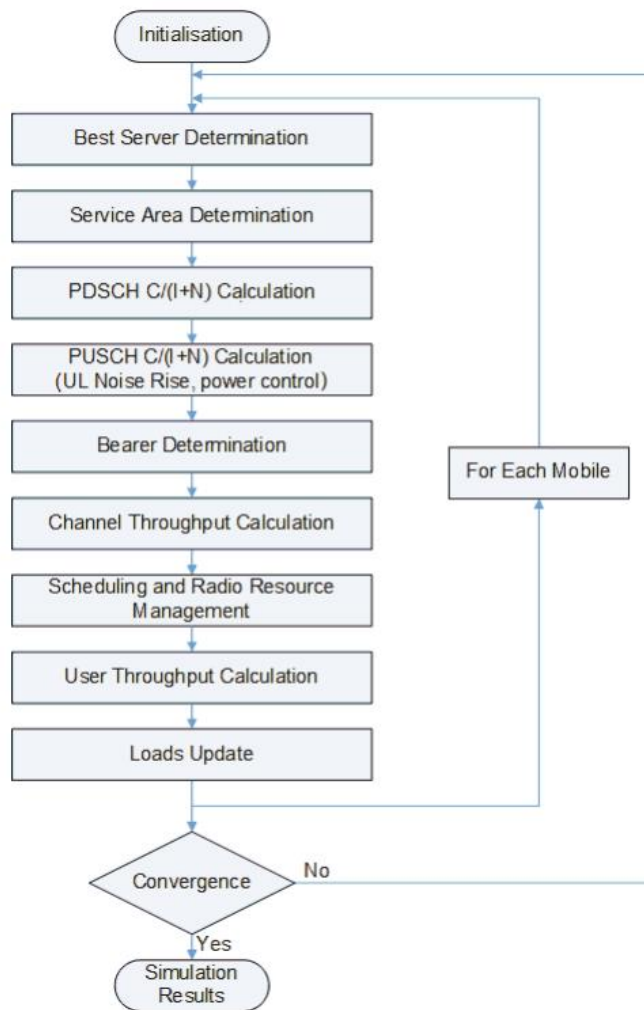 Initialisation
Best Server Determination
Service Area Determination
PDSCH C/(I+N) Calculation
PUSCH C/(I+N) Calculation
(UL Noise Rise, power control)
Bearer Determination
For Each Mobile
Channel Throughput Calculation
Scheduling and Radio Resource
Management
User Throughput Calculation
Loads Update
Convergence
No
Yes
Simulation
Results